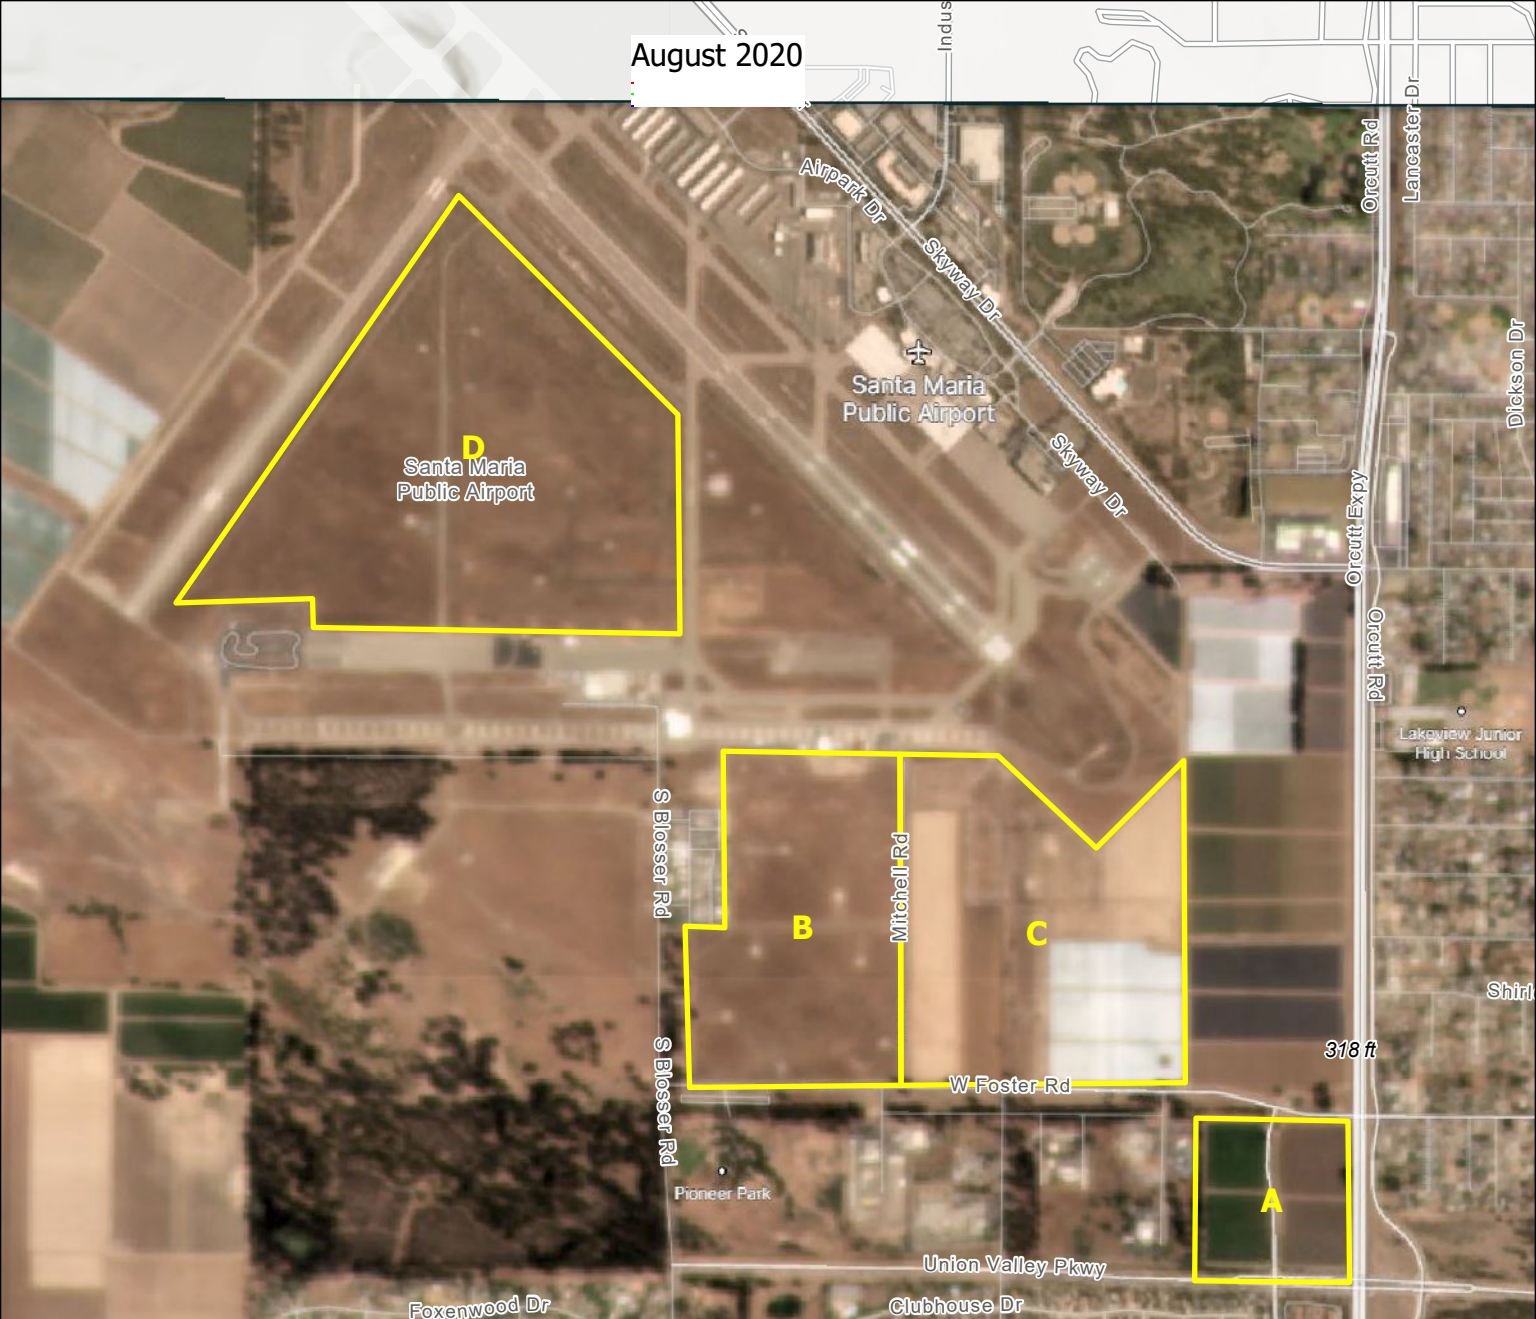 August 2020
Indus
Lancaster Dr
Orcutt Rd
Airpark Dr
Skyway Dr
Dickson Dr
Santa Maria
Public Airport
Skyway Dr
D
Santa Maria
Public Airport
Orcutt Expy
Orcutt Rd
Lakeview Junior
High School
S Blosser Rd
Mitchell Rd
B
C
Shirl
318 ft
S Blosser Rd
W Foster Rd
Pioneer Park
A
Union Valley Pkwy
Foxenwood Dr
Clubhouse Dr